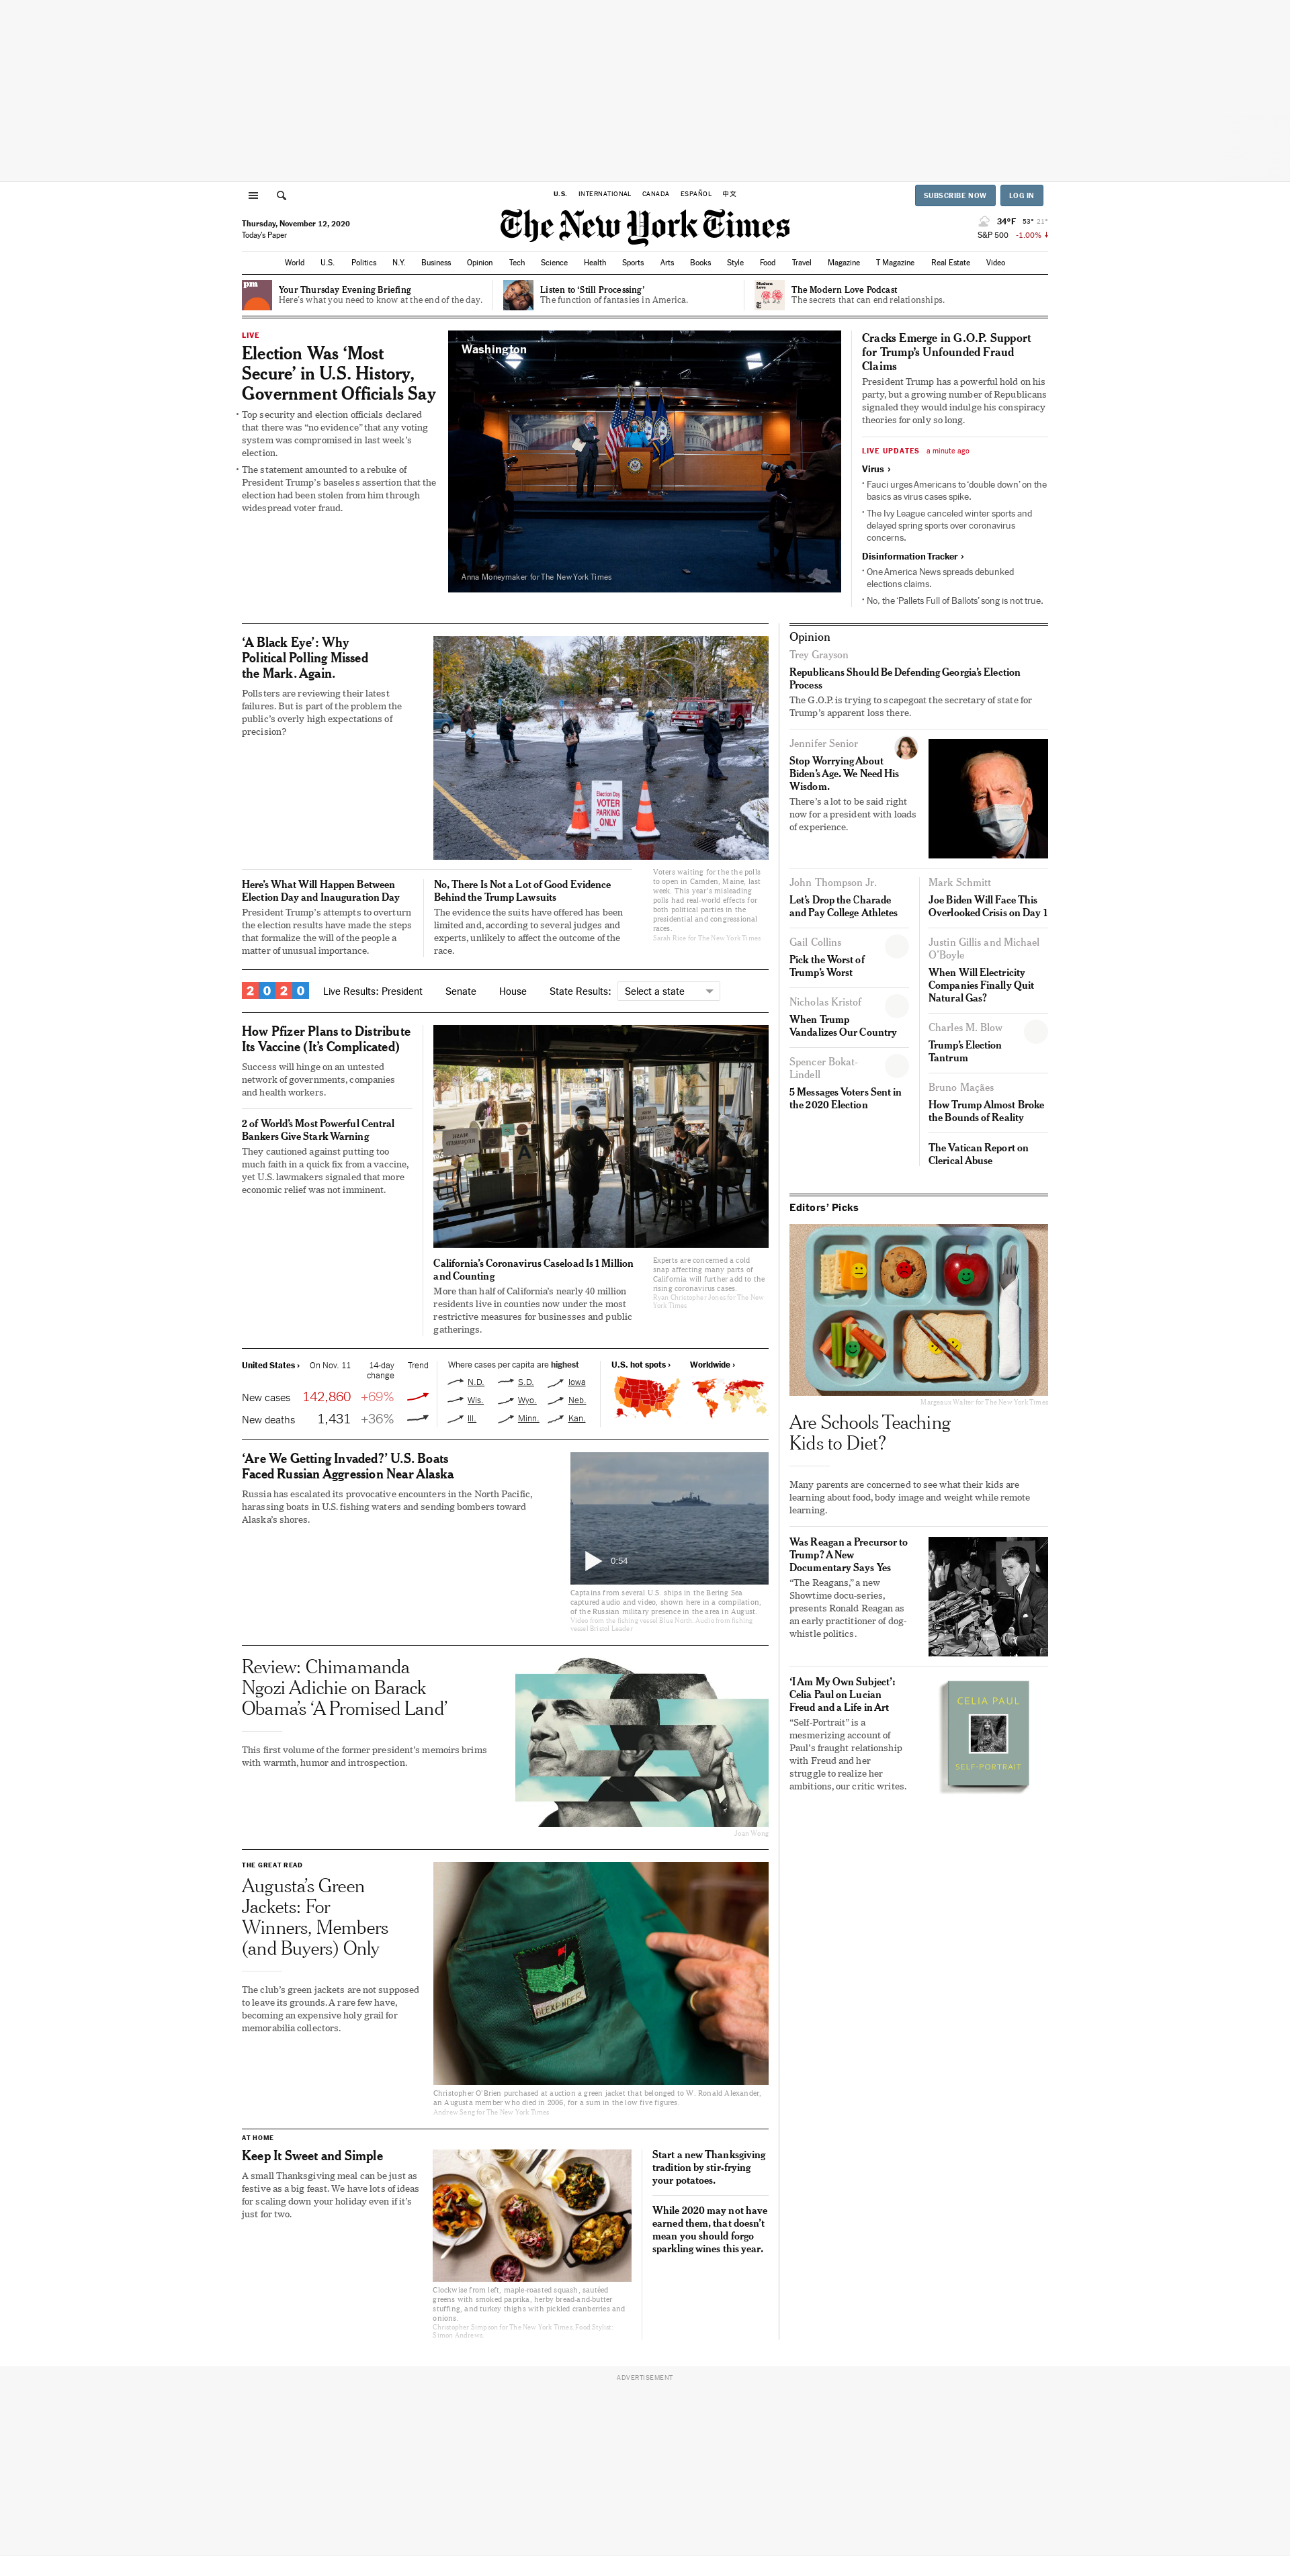 U.S. INTERNATIONAL CANADA ESPAÑOL 中文
SUBSCRIBE NOW LOG IN
Thursday, November 12, 2020
Today's Paper
The New York Times
34°F 53° 21°
S&P 500 -1.00%
World U.S. Politics N.Y. Business Opinion Tech Science Health Sports Arts Books Style Food Travel Magazine T Magazine Real Estate Video
pm
Your Thursday Evening Briefing
Here's what you need to know at the end of the day.
Listen to ‘Still Processing’
The function of fantasies in America.
Modern
Love
The Modern Love Podcast
The secrets that can end relationships.
LIVE
Election Was ‘Most
Secure’ in U.S. History,
Government Officials Say
• Top security and election officials declared
that there was “no evidence” that any voting
system was compromised in last week’s
election.
• The statement amounted to a rebuke of
President Trump’s baseless assertion that the
election had been stolen from him through
widespread voter fraud.
Washington
Anna Moneymaker for The New York Times
Cracks Emerge in G.O.P. Support
for Trump’s Unfounded Fraud
Claims
President Trump has a powerful hold on his
party, but a growing number of Republicans
signaled they would indulge his conspiracy
theories for only so long.
LIVE UPDATES a minute ago
Virus ›
• Fauci urges Americans to ‘double down’ on the
basics as virus cases spike.
• The Ivy League canceled winter sports and
delayed spring sports over coronavirus
concerns.
Disinformation Tracker ›
• One America News spreads debunked
elections claims.
• No, the ‘Pallets Full of Ballots’ song is not true.
‘A Black Eye’: Why
Political Polling Missed
the Mark. Again.
Pollsters are reviewing their latest
failures. But is part of the problem the
public’s overly high expectations of
precision?
Election Day
VOTER
PARKING
ONLY
Voters waiting for the the polls
to open in Camden, Maine, last
week. This year’s misleading
polls had real-world effects for
both political parties in the
presidential and congressional
races.
Sarah Rice for The New York Times
Here’s What Will Happen Between
Election Day and Inauguration Day
President Trump’s attempts to overturn
the election results have made the steps
that formalize the will of the people a
matter of unusual importance.
No, There Is Not a Lot of Good Evidence
Behind the Trump Lawsuits
The evidence the suits have offered has been
limited and, according to several judges and
experts, unlikely to affect the outcome of the
race.
2020 Live Results: President Senate House State Results: Select a state
How Pfizer Plans to Distribute
Its Vaccine (It’s Complicated)
Success will hinge on an untested
network of governments, companies
and health workers.
2 of World’s Most Powerful Central
Bankers Give Stark Warning
They cautioned against putting too
much faith in a quick fix from a vaccine,
yet U.S. lawmakers signaled that more
economic relief was not imminent.
A
California’s Coronavirus Caseload Is 1 Million
and Counting
More than half of California’s nearly 40 million
residents live in counties now under the most
restrictive measures for businesses and public
gatherings.
Experts are concerned a cold
snap affecting many parts of
California will further add to the
rising coronavirus cases.
Ryan Christopher Jones for The New
York Times
United States › On Nov. 11 14-day
change Trend
New cases 142,860 +69%
New deaths 1,431 +36%
Where cases per capita are highest
N.D. S.D. Iowa
Wis. Wyo. Neb.
Ill. Minn. Kan.
U.S. hot spots › Worldwide ›
‘Are We Getting Invaded?’ U.S. Boats
Faced Russian Aggression Near Alaska
Russia has escalated its provocative encounters in the North Pacific,
harassing boats in U.S. fishing waters and sending bombers toward
Alaska’s shores.
0:54
Captains from several U.S. ships in the Bering Sea
captured audio and video, shown here in a compilation,
of the Russian military presence in the area in August.
Video from the fishing vessel Blue North. Audio from fishing
vessel Bristol Leader
Review: Chimamanda
Ngozi Adichie on Barack
Obama’s ‘A Promised Land’
This first volume of the former president’s memoirs brims
with warmth, humor and introspection.
Juan Wong
THE GREAT READ
Augusta’s Green
Jackets: For
Winners, Members
(and Buyers) Only
The club’s green jackets are not supposed
to leave its grounds. A rare few have,
becoming an expensive holy grail for
memorabilia collectors.
ALEXANDER
Christopher O’Brien purchased at auction a green jacket that belonged to W. Ronald Alexander,
an Augusta member who died in 2006, for a sum in the low five figures.
Andrew Seng for The New York Times
AT HOME
Keep It Sweet and Simple
A small Thanksgiving meal can be just as
festive as a big feast. We have lots of ideas
for scaling down your holiday even if it’s
just for two.
Clockwise from left, maple-roasted squash, sautéed
greens with smoked paprika, herby bread-and-butter
stuffing, and turkey thighs with pickled cranberries and
onions.
Christopher Simpson for The New York Times. Food Stylist:
Simon Andrews.
Start a new Thanksgiving
tradition by stir-frying
your potatoes.
While 2020 may not have
earned them, that doesn’t
mean you should forgo
sparkling wines this year.
Opinion
Trey Grayson
Republicans Should Be Defending Georgia’s Election
Process
The G.O.P. is trying to scapegoat the secretary of state for
Trump’s apparent loss there.
Jennifer Senior
Stop Worrying About
Biden’s Age. We Need His
Wisdom.
There’s a lot to be said right
now for a president with loads
of experience.
John Thompson Jr.
Let’s Drop the Charade
and Pay College Athletes
Gail Collins
Pick the Worst of
Trump’s Worst
Nicholas Kristof
When Trump
Vandalizes Our Country
Spencer Bokat-
Lindell
5 Messages Voters Sent in
the 2020 Election
Mark Schmitt
Joe Biden Will Face This
Overlooked Crisis on Day 1
Justin Gillis and Michael
O’Boyle
When Will Electricity
Companies Finally Quit
Natural Gas?
Charles M. Blow
Trump’s Election
Tantrum
Bruno Maçães
How Trump Almost Broke
the Bounds of Reality
The Vatican Report on
Clerical Abuse
Editors’ Picks
Margeaux Walter for The New York Times
Are Schools Teaching
Kids to Diet?
Many parents are concerned to see what their kids are
learning about food, body image and weight while remote
learning.
Was Reagan a Precursor to
Trump? A New
Documentary Says Yes
“The Reagans,” a new
Showtime docu-series,
presents Ronald Reagan as
an early practitioner of dog-
whistle politics.
‘I Am My Own Subject’:
Celia Paul on Lucian
Freud and a Life in Art
“Self-Portrait” is a
mesmerizing account of
Paul’s fraught relationship
with Freud and her
struggle to realize her
ambitions, our critic writes.
CELIA PAUL
SELF-PORTRAIT
ADVERTISEMENT